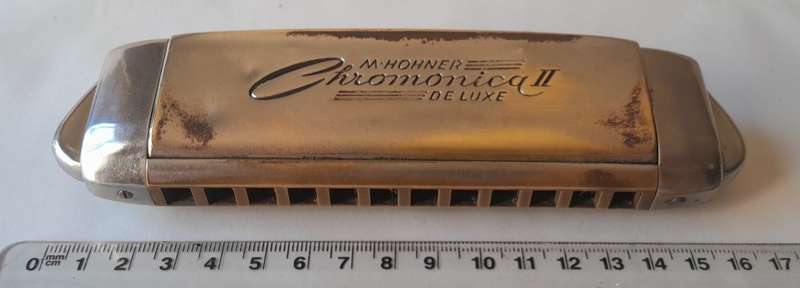 M. HOHNER
Chromonica II
DE LUXE
0 mm cm 1 2 3 4 5 6 7 8 9 10 11 12 13 14 15 16 17